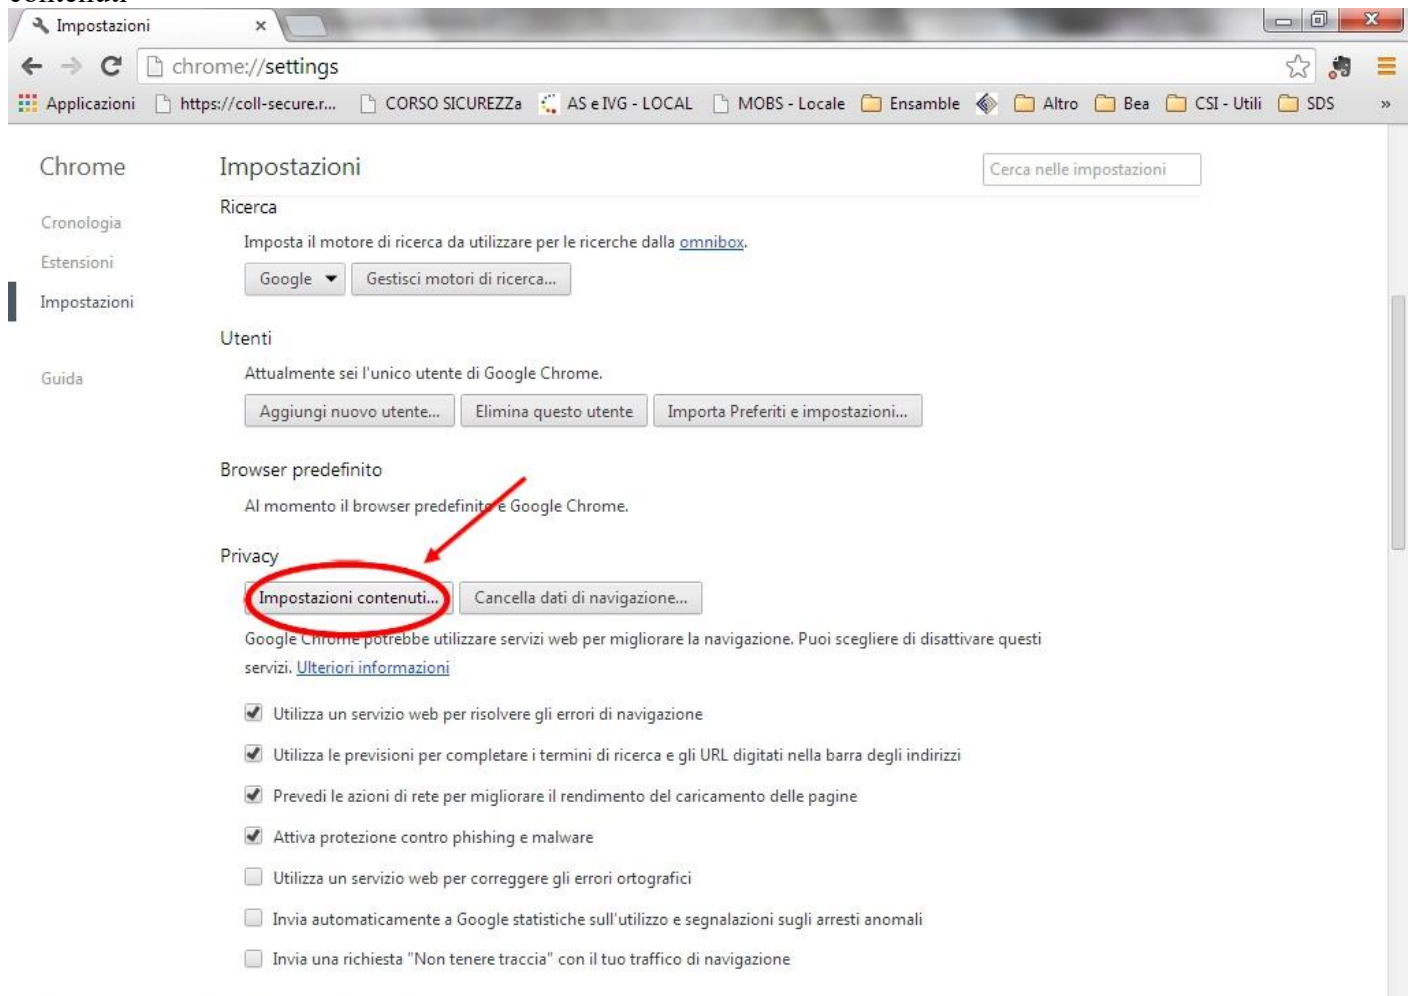 contenuti
Impostazioni
chrome://settings
Applicazioni https://coll-secure.r... CORSO SICUREZZa AS e IVG - LOCAL MOBS - Locale Ensamble Altro Bea CSI - Utili SDS »
Chrome
Impostazioni
Cerca nelle impostazioni
Cronologia
Estensioni
Impostazioni
Guida
Ricerca
Imposta il motore di ricerca da utilizzare per le ricerche dalla omnibox.
Google Gestisci motori di ricerca...
Utenti
Attualmente sei l'unico utente di Google Chrome.
Aggiungi nuovo utente... Elimina questo utente Importa Preferiti e impostazioni...
Browser predefinito
Al momento il browser predefinito è Google Chrome.
Privacy
Impostazioni contenuti... Cancella dati di navigazione...
Google Chrome potrebbe utilizzare servizi web per migliorare la navigazione. Puoi scegliere di disattivare questi
servizi. Ulteriori informazioni
Utilizza un servizio web per risolvere gli errori di navigazione
Utilizza le previsioni per completare i termini di ricerca e gli URL digitati nella barra degli indirizzi
Prevedi le azioni di rete per migliorare il rendimento del caricamento delle pagine
Attiva protezione contro phishing e malware
Utilizza un servizio web per correggere gli errori ortografici
Invia automaticamente a Google statistiche sull'utilizzo e segnalazioni sugli arresti anomali
Invia una richiesta "Non tenere traccia" con il tuo traffico di navigazione